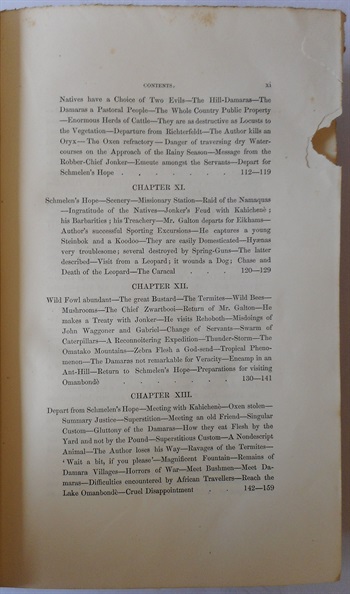 CONTENTS. xi
Natives have a Choice of Two Evils—The Hill-Damaras—The
Damaras a Pastoral People—The Whole Country Public Property
—Enormous Herds of Cattle—They are as destructive as Locusts to
the Vegetation—Departure from Richterfeldt—The Author kills an
Oryx—The Oxen refractory—Danger of traversing dry Water-
courses on the Approach of the Rainy Season—Message from the
Robber-Chief Jonker—Emeute amongst the Servants—Depart for
Schmelen's Hope . . . . . . . 112—119
CHAPTER XI.
Schmelen's Hope—Scenery—Missionary Station—Raid of the Namaquas
—Ingratitude of the Natives—Jonker's Feud with Kahichenè;
his Barbarities; his Treachery—Mr. Galton departs for Eikhams—
Author's successful Sporting Excursions—He captures a young
Steinbok and a Koodoo—They are easily Domesticated—Hyænas
very troublesome; several destroyed by Spring-Guns—The latter
described—Visit from a Leopard; it wounds a Dog; Chase and
Death of the Leopard—The Caracal . . . 120—129
CHAPTER XII.
Wild Fowl abundant—The great Bustard—The Termites—Wild Bees—
Mushrooms—The Chief Zwartbooi—Return of Mr. Galton—He
makes a Treaty with Jonker—He visits Rehoboth—Misdoings of
John Waggoner and Gabriel—Change of Servants—Swarm of
Caterpillars—A Reconnoitering Expedition—Thunder-Storm—The
Omatako Mountains—Zebra Flesh a God-send—Tropical Pheno-
menon—The Damaras not remarkable for Veracity—Encamp in an
Ant-Hill—Return to Schmelen's Hope—Preparations for visiting
Omanbondè . . . . . . . 130—141
CHAPTER XIII.
Depart from Schmelen's Hope—Meeting with Kahichenè—Oxen stolen—
Summary Justice—Superstition—Meeting an old Friend—Singular
Custom—Gluttony of the Damaras—How they eat Flesh by the
Yard and not by the Pound—Superstitious Custom—A Nondescript
Animal—The Author loses his Way—Ravages of the Termites—
'Wait a bit, if you please'—Magnificent Fountain—Remains of
Damara Villages—Horrors of War—Meet Bushmen—Meet Da-
maras—Difficulties encountered by African Travellers—Reach the
Lake Omanbondè—Cruel Disappointment . . 142—159